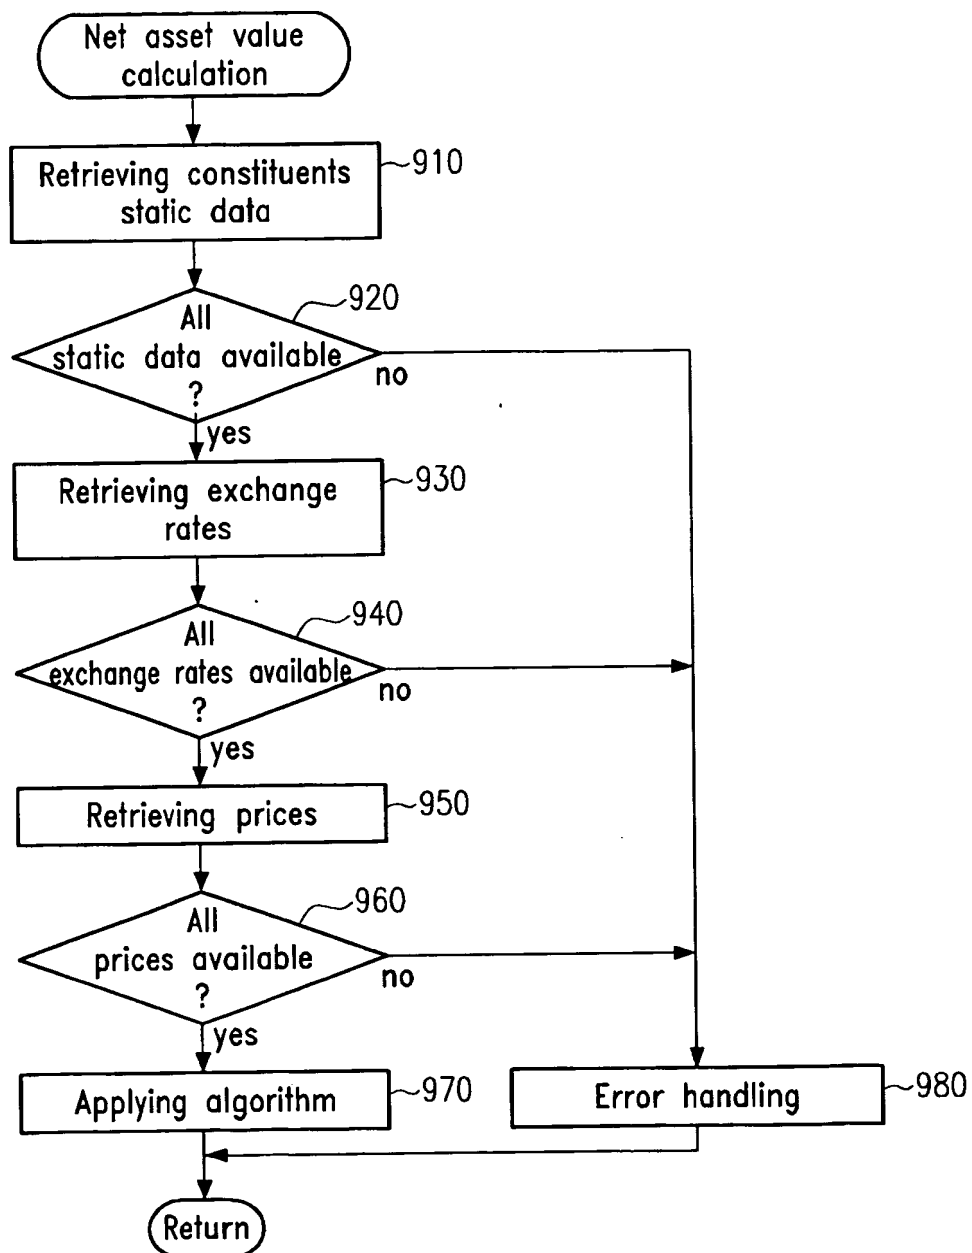 Net asset value
calculation
Retrieving constituents
static data
910
All
static data available
?
920
no
yes
Retrieving exchange
rates
930
All
exchange rates available
?
940
no
yes
Retrieving prices
950
All
prices available
?
960
no
yes
Applying algorithm
970
Error handling
980
Return